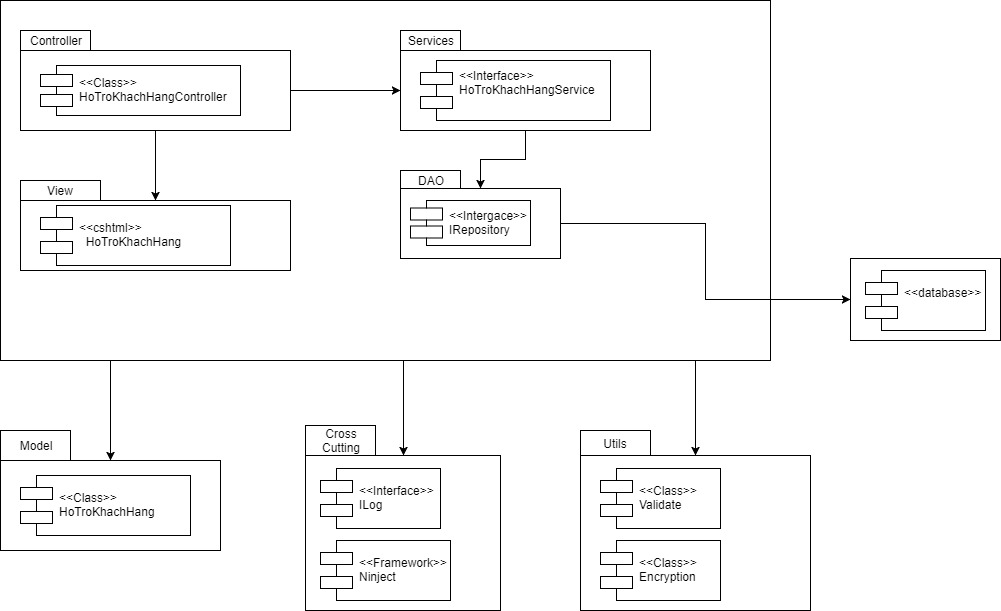 Controller
<<Class>>
HoTroKhachHangController
Services
<<Interface>>
HoTroKhachHangService
View
<<cshtml>>
HoTroKhachHang
DAO
<<Intergace>>
IRepository
<<database>>
Model
<<Class>>
HoTroKhachHang
Cross
Cutting
<<Interface>>
ILog
<<Framework>>
Ninject
Utils
<<Class>>
Validate
<<Class>>
Encryption